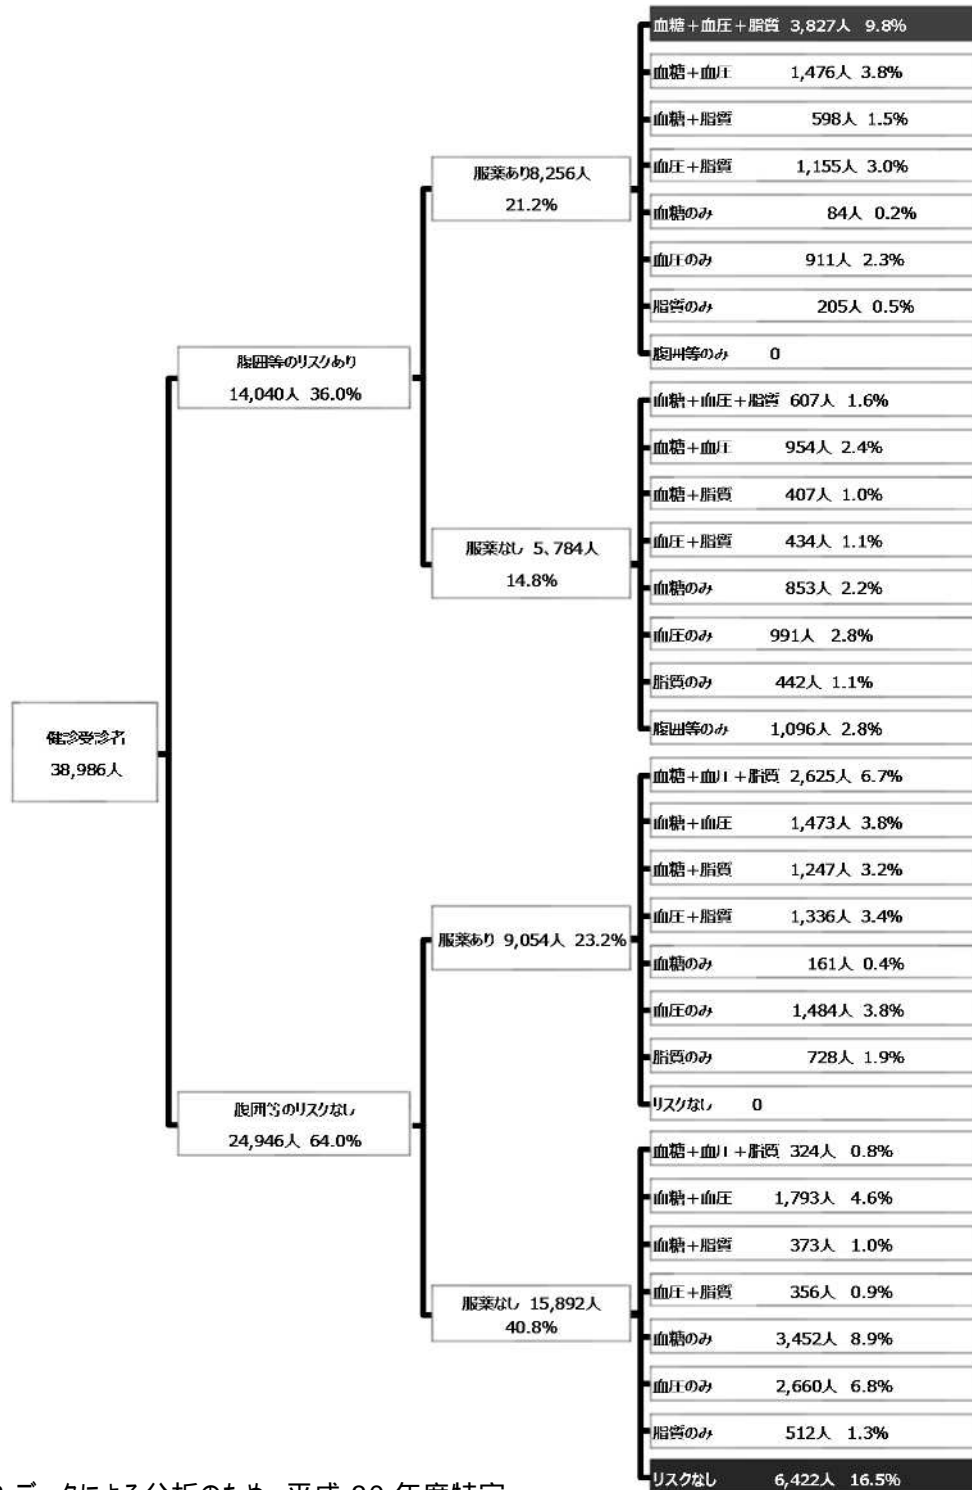 健診受診者
38,986人
腹囲等のリスクあり
14,040人 36.0%
服薬あり8,256人
21.2%
血糖＋血圧＋脂質 3,827人 9.8%
血糖＋血圧 1,476人 3.8%
血糖＋脂質 598人 1.5%
血圧＋脂質 1,155人 3.0%
血糖のみ 84人 0.2%
血圧のみ 911人 2.3%
脂質のみ 205人 0.5%
腹囲等のみ 0
服薬なし 5、784人
14.8%
血糖＋血圧＋脂質 607人 1.6%
血糖＋血圧 954人 2.4%
血糖＋脂質 407人 1.0%
血圧＋脂質 434人 1.1%
血糖のみ 853人 2.2%
血圧のみ 991人 2.8%
脂質のみ 442人 1.1%
腹囲等のみ 1,096人 2.8%
腹囲等のリスクなし
24,946人 64.0%
服薬あり 9,054人 23.2%
血糖＋血圧＋脂質 2,625人 6.7%
血糖＋血圧 1,473人 3.8%
血糖＋脂質 1,247人 3.2%
血圧＋脂質 1,336人 3.4%
血糖のみ 161人 0.4%
血圧のみ 1,484人 3.8%
脂質のみ 728人 1.9%
リスクなし 0
服薬なし 15,892人
40.8%
血糖＋血圧＋脂質 324人 0.8%
血糖＋血圧 1,793人 4.6%
血糖＋脂質 373人 1.0%
血圧＋脂質 356人 0.9%
血糖のみ 3,452人 8.9%
血圧のみ 2,660人 6.8%
脂質のみ 512人 1.3%
リスクなし 6,422人 16.5%
データによる分析のため、平成